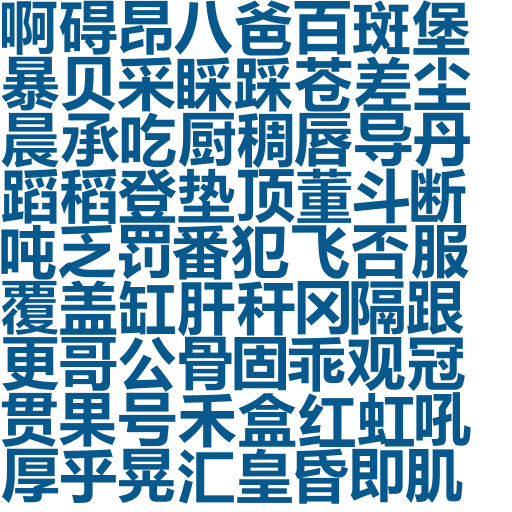 啊碍昂八爸百斑堡
暴贝采睬踩苍差尘
晨承吃厨稠唇导丹
蹈稻登垫顶董斗断
吨乏罚番犯飞否服
覆盖缸肝秆冈隔跟
更哥公骨固乖观冠
贯果号禾盒红虹吼
厚乎晃汇皇昏即肌